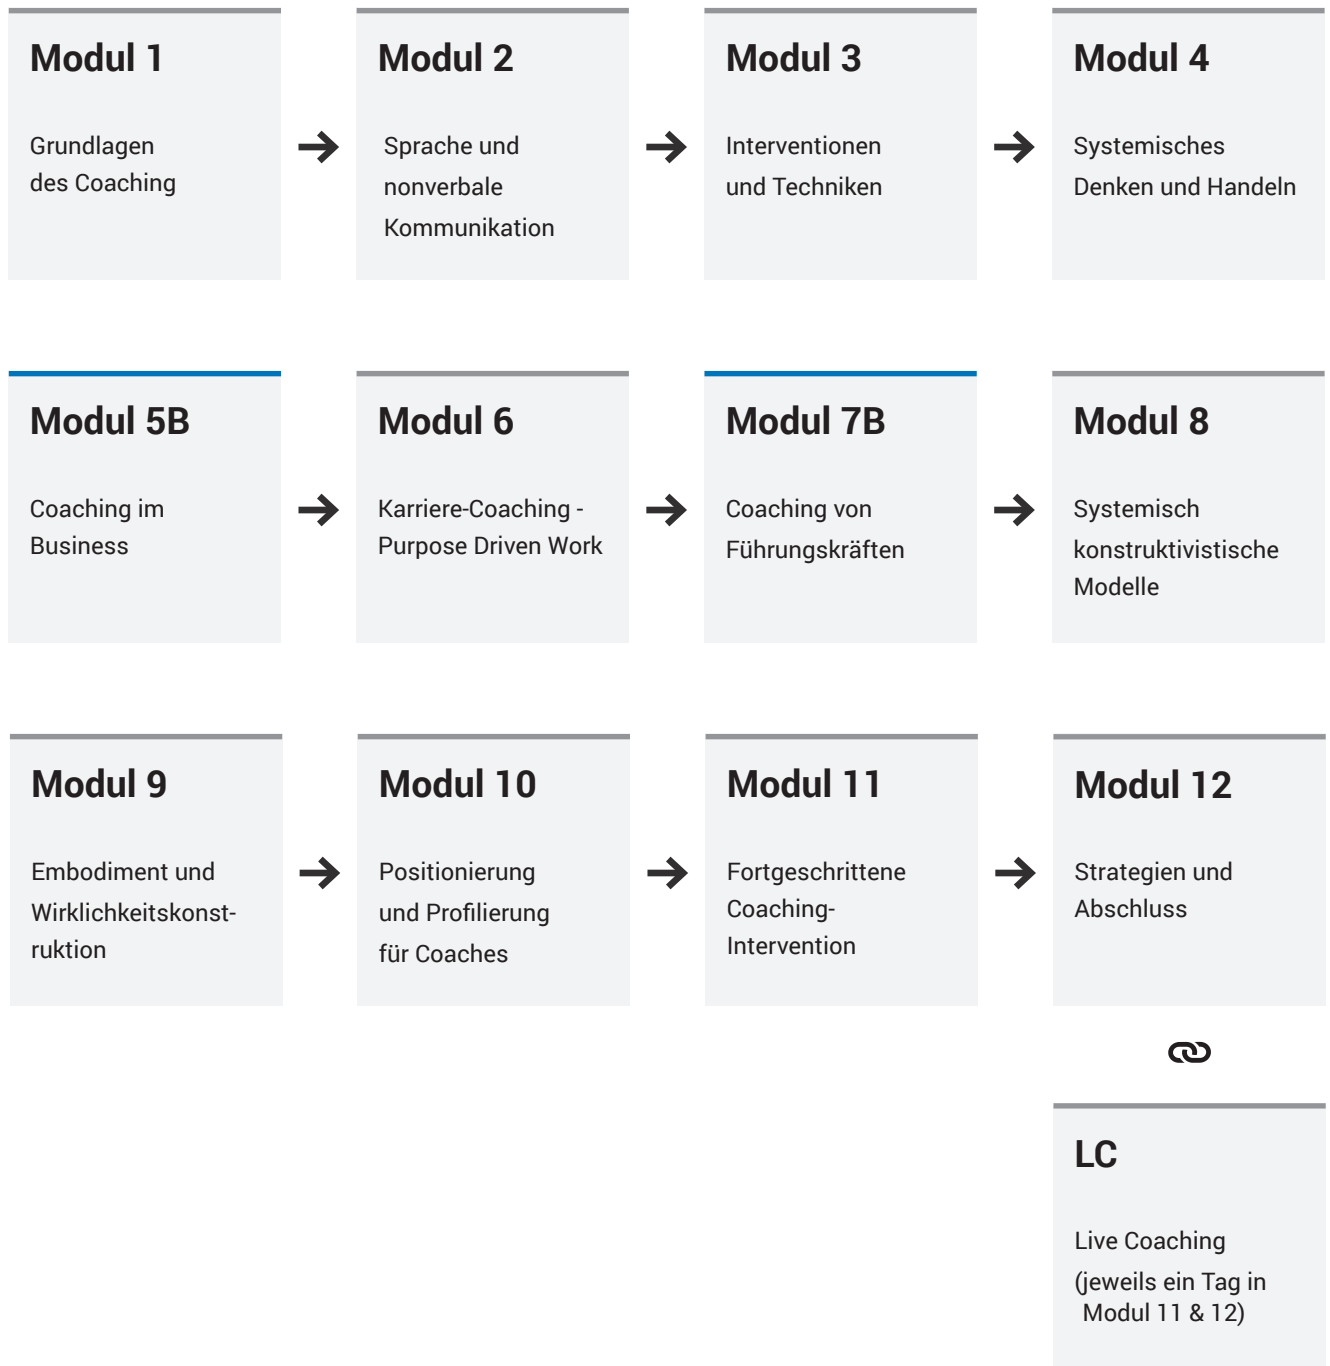 Modul 1
Grundlagen
des Coaching
Modul 2
Sprache und
nonverbale
Kommunikation
Modul 3
Interventionen
und Techniken
Modul 4
Systemisches
Denken und Handeln
Modul 5B
Coaching im
Business
Modul 6
Karriere-Coaching -
Purpose Driven Work
Modul 7B
Coaching von
Führungskräften
Modul 8
Systemisch
konstruktivistische
Modelle
Modul 9
Embodiment und
Wirklichkeitskonst-
ruktion
Modul 10
Positionierung
und Profilierung
für Coaches
Modul 11
Fortgeschrittene
Coaching-
Intervention
Modul 12
Strategien und
Abschluss
LC
Live Coaching
(jeweils ein Tag in
Modul 11 & 12)